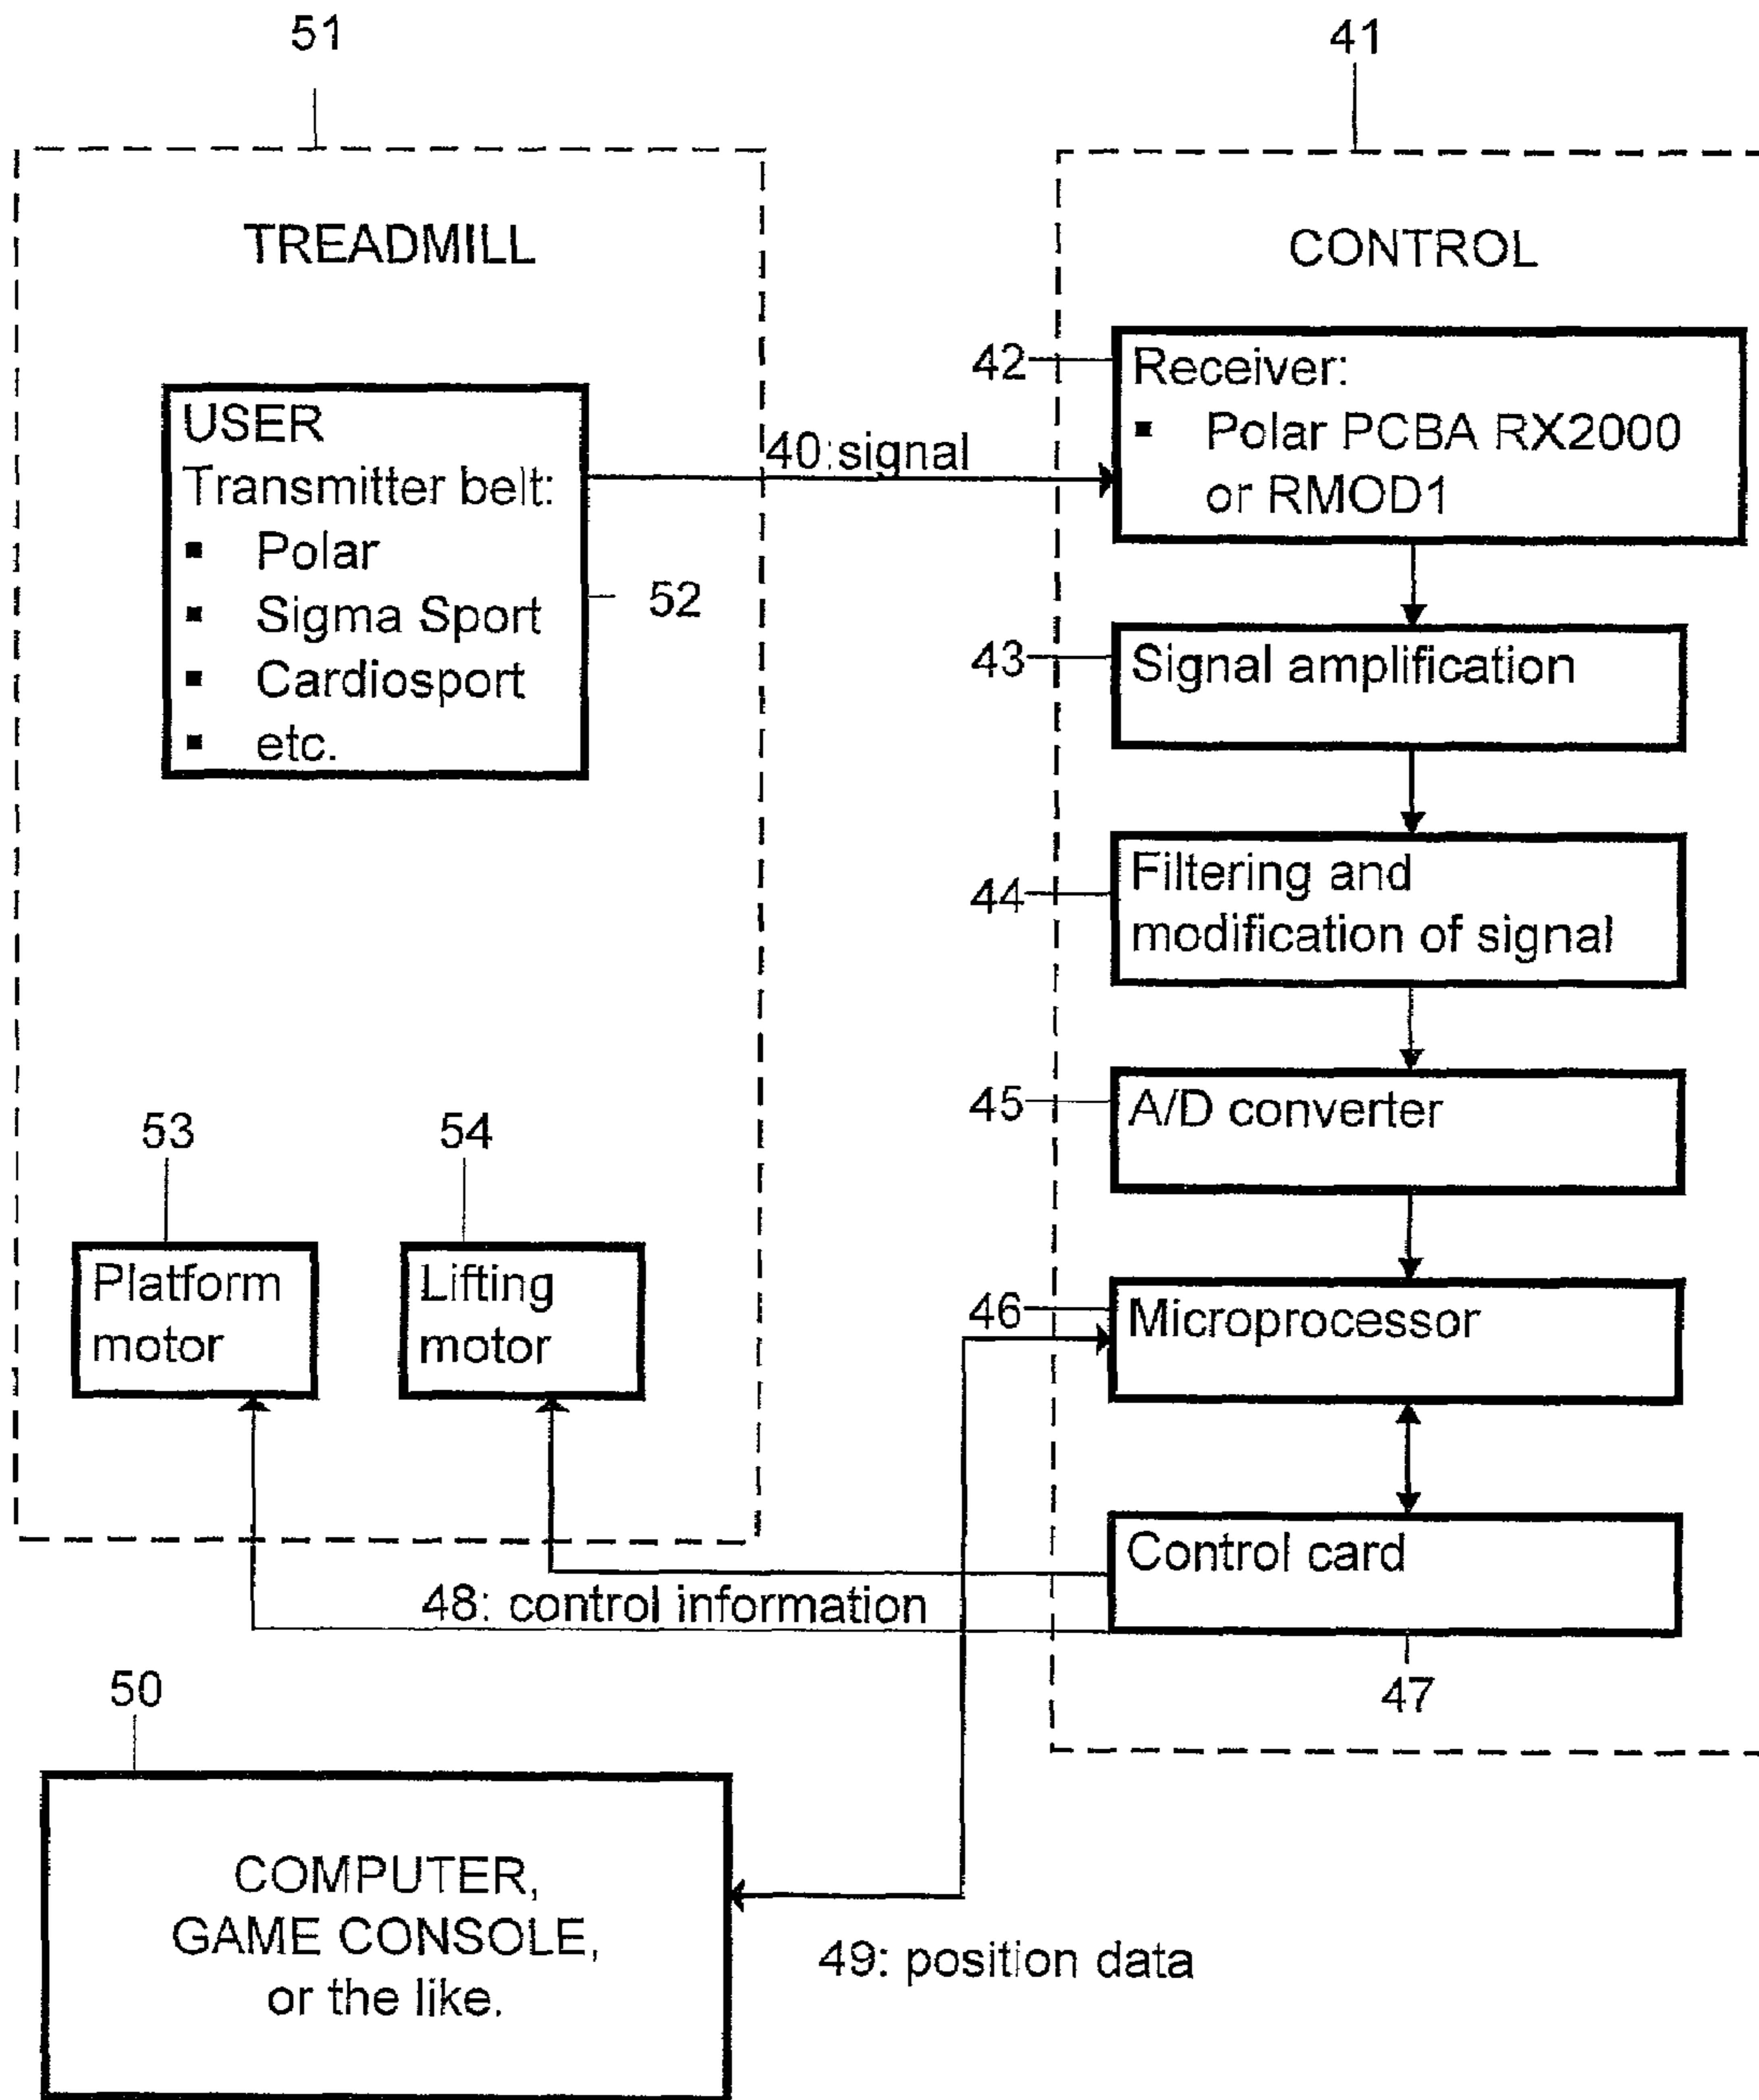 51
41
TREADMILL
CONTROL
USER
Transmitter belt:
▪ Polar
▪ Sigma Sport
▪ Cardiosport
▪ etc.
52
40:signal
42
Receiver:
▪ Polar PCBA RX2000
or RMOD1
43
Signal amplification
44
Filtering and
modification of signal
45
A/D converter
53
54
Platform
motor
Lifting
motor
46
Microprocessor
Control card
48: control information
47
50
COMPUTER,
GAME CONSOLE,
or the like.
49: position data